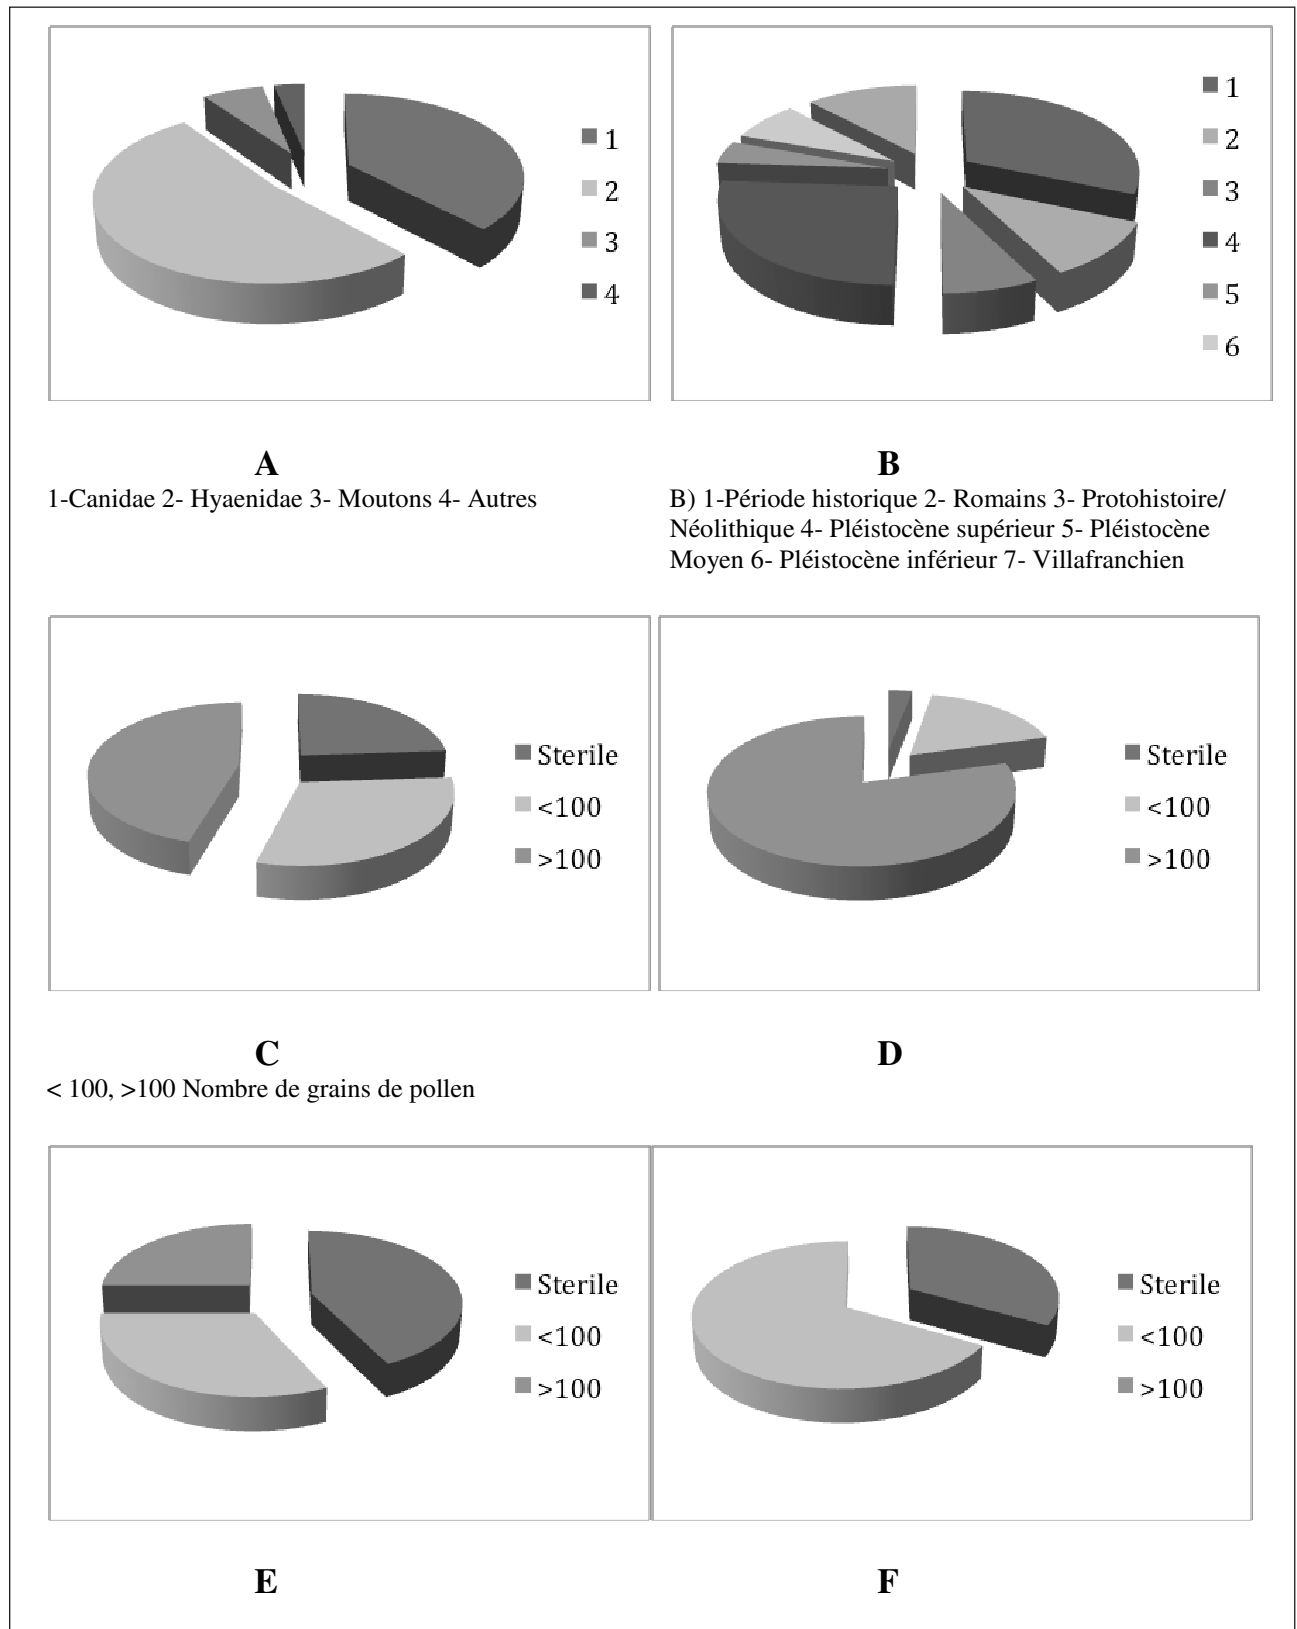 1
2
3
4
1
2
3
4
5
6
A
1-Canidae 2- Hyaenidae 3- Moutons 4- Autres
B
B) 1-Période historique 2- Romains 3- Protohistoire/
Néolithique 4- Pléistocène supérieur 5- Pléistocène
Moyen 6- Pléistocène inférieur 7- Villafranchien
Sterile
<100
>100
Sterile
<100
>100
C
< 100, >100 Nombre de grains de pollen
D
Sterile
<100
>100
Sterile
<100
>100
E
F